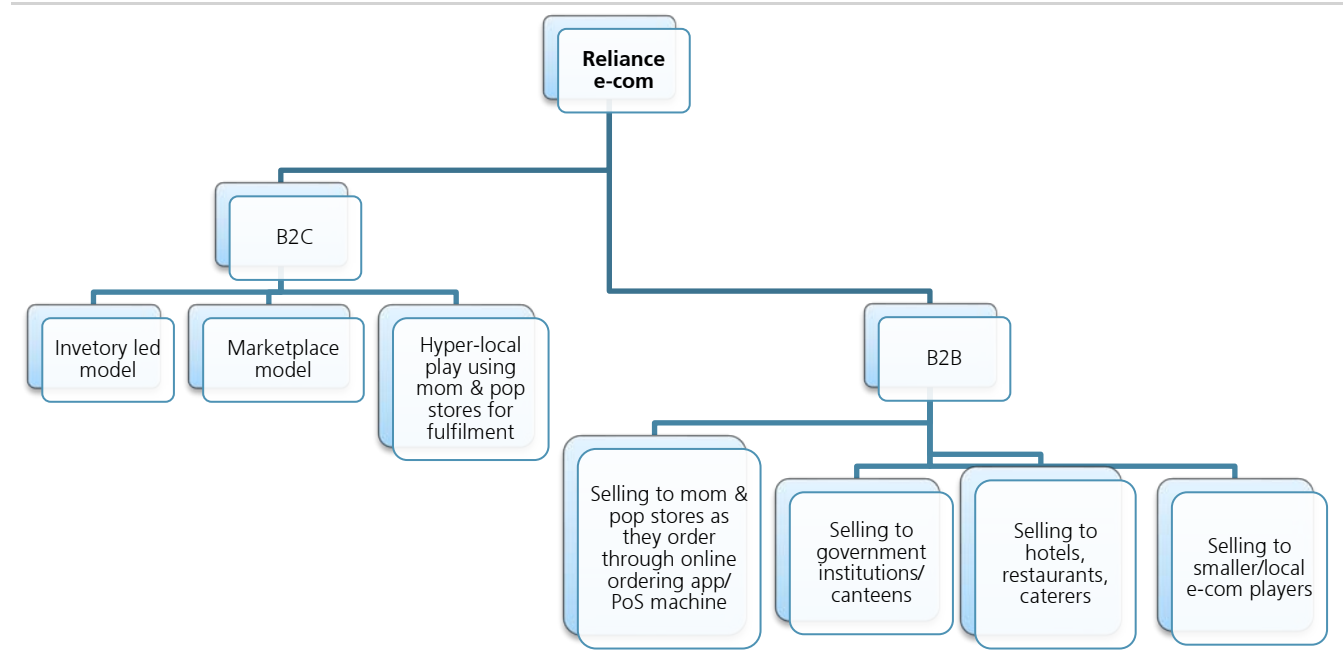 Reliance
e-com
B2C
Invetory led
model
Marketplace
model
Hyper-local
play using
mom & pop
stores for
fulfilment
B2B
Selling to mom &
pop stores as
they order
through online
ordering app/
PoS machine
Selling to
government
institutions/
canteens
Selling to
hotels,
restaurants,
caterers
Selling to
smaller/local
e-com players